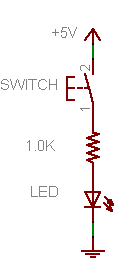 +5V
2
SWITCH
1
1.0K
LED